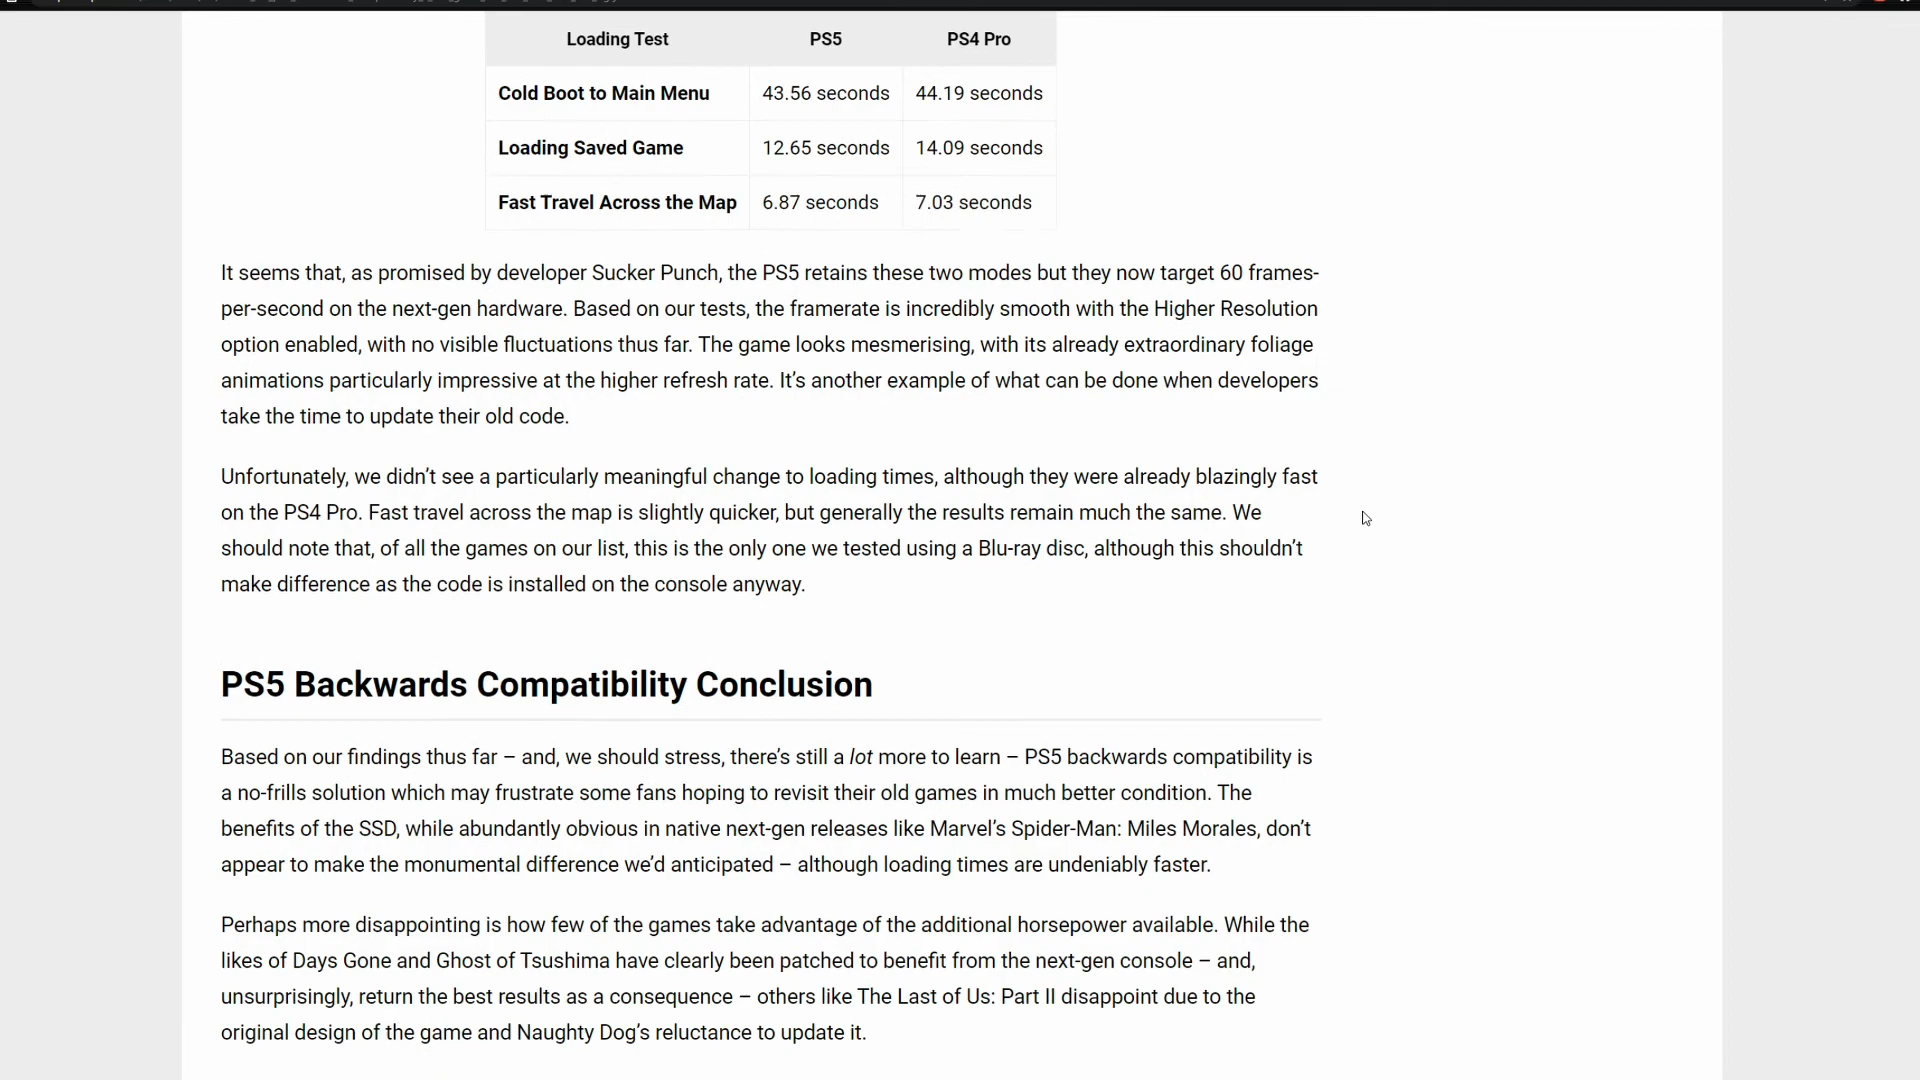 Loading Test PS5 PS4 Pro
Cold Boot to Main Menu 43.56 seconds 44.19 seconds
Loading Saved Game 12.65 seconds 14.09 seconds
Fast Travel Across the Map 6.87 seconds 7.03 seconds
It seems that, as promised by developer Sucker Punch, the PS5 retains these two modes but they now target 60 frames-
per-second on the next-gen hardware. Based on our tests, the framerate is incredibly smooth with the Higher Resolution
option enabled, with no visible fluctuations thus far. The game looks mesmerising, with its already extraordinary foliage
animations particularly impressive at the higher refresh rate. It’s another example of what can be done when developers
take the time to update their old code.
Unfortunately, we didn’t see a particularly meaningful change to loading times, although they were already blazingly fast
on the PS4 Pro. Fast travel across the map is slightly quicker, but generally the results remain much the same. We
should note that, of all the games on our list, this is the only one we tested using a Blu-ray disc, although this shouldn’t
make difference as the code is installed on the console anyway.
PS5 Backwards Compatibility Conclusion
Based on our findings thus far – and, we should stress, there’s still a lot more to learn – PS5 backwards compatibility is
a no-frills solution which may frustrate some fans hoping to revisit their old games in much better condition. The
benefits of the SSD, while abundantly obvious in native next-gen releases like Marvel’s Spider-Man: Miles Morales, don’t
appear to make the monumental difference we’d anticipated – although loading times are undeniably faster.
Perhaps more disappointing is how few of the games take advantage of the additional horsepower available. While the
likes of Days Gone and Ghost of Tsushima have clearly been patched to benefit from the next-gen console – and,
unsurprisingly, return the best results as a consequence – others like The Last of Us: Part II disappoint due to the
original design of the game and Naughty Dog’s reluctance to update it.